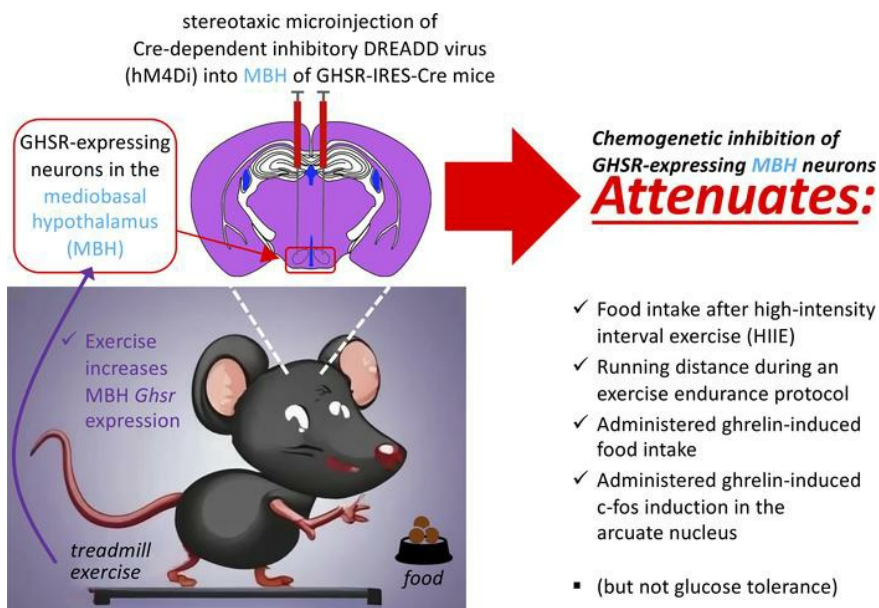 stereotaxic microinjection of
Cre-dependent inhibitory DREADD virus
(hM4Di) into MBH of GHSR-IRES-Cre mice
GHSR-expressing
neurons in the
mediobasal
hypothalamus
(MBH)
Chemogenetic inhibition of
GHSR-expressing MBH neurons
Attenuates:
✓ Exercise
increases
MBH Ghsr
expression
treadmill
exercise
food
✓ Food intake after high-intensity
interval exercise (HIIE)
✓ Running distance during an
exercise endurance protocol
✓ Administered ghrelin-induced
food intake
✓ Administered ghrelin-induced
c-fos induction in the
arcuate nucleus
▪ (but not glucose tolerance)